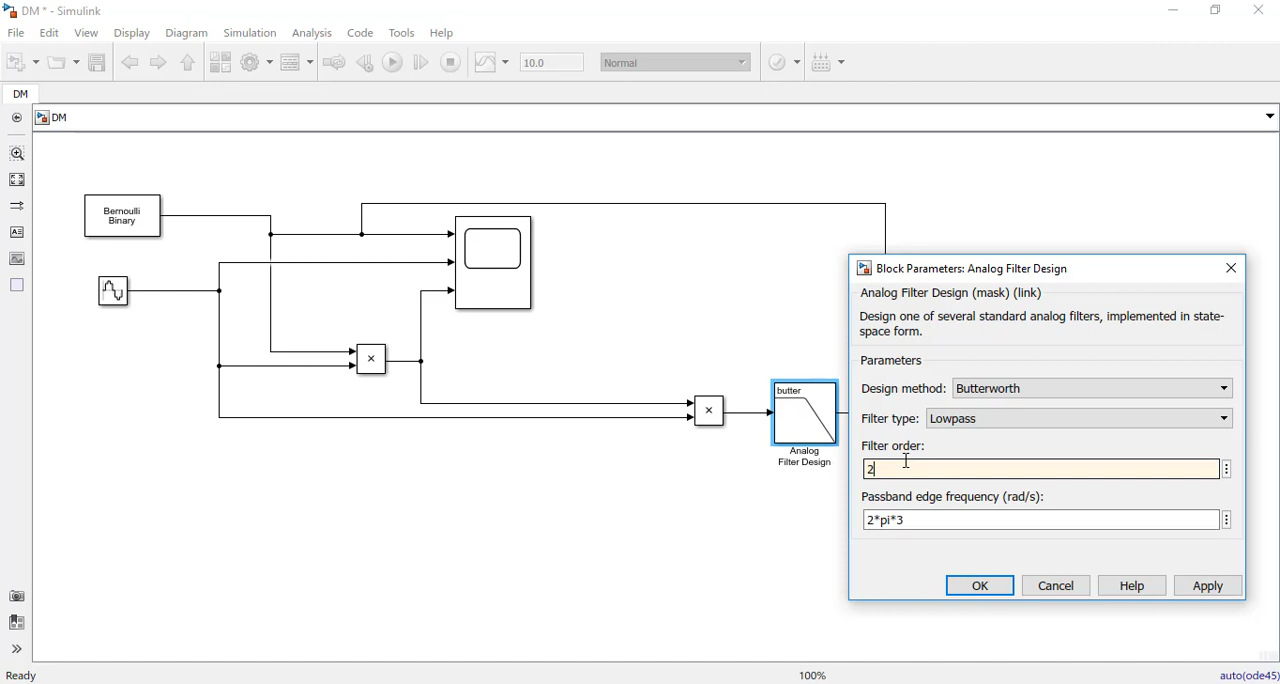 DM * - Simulink
File Edit View Display Diagram Simulation Analysis Code Tools Help
10.0 Normal
DM
DM
Bernoulli
Binary
×
×
butter
Analog
Filter Design
Block Parameters: Analog Filter Design
Analog Filter Design (mask) (link)
Design one of several standard analog filters, implemented in state-
space form.
Parameters
Design method: Butterworth
Filter type: Lowpass
Filter order:
2
Passband edge frequency (rad/s):
2*pi*3
OK Cancel Help Apply
Ready 100% auto(ode45)